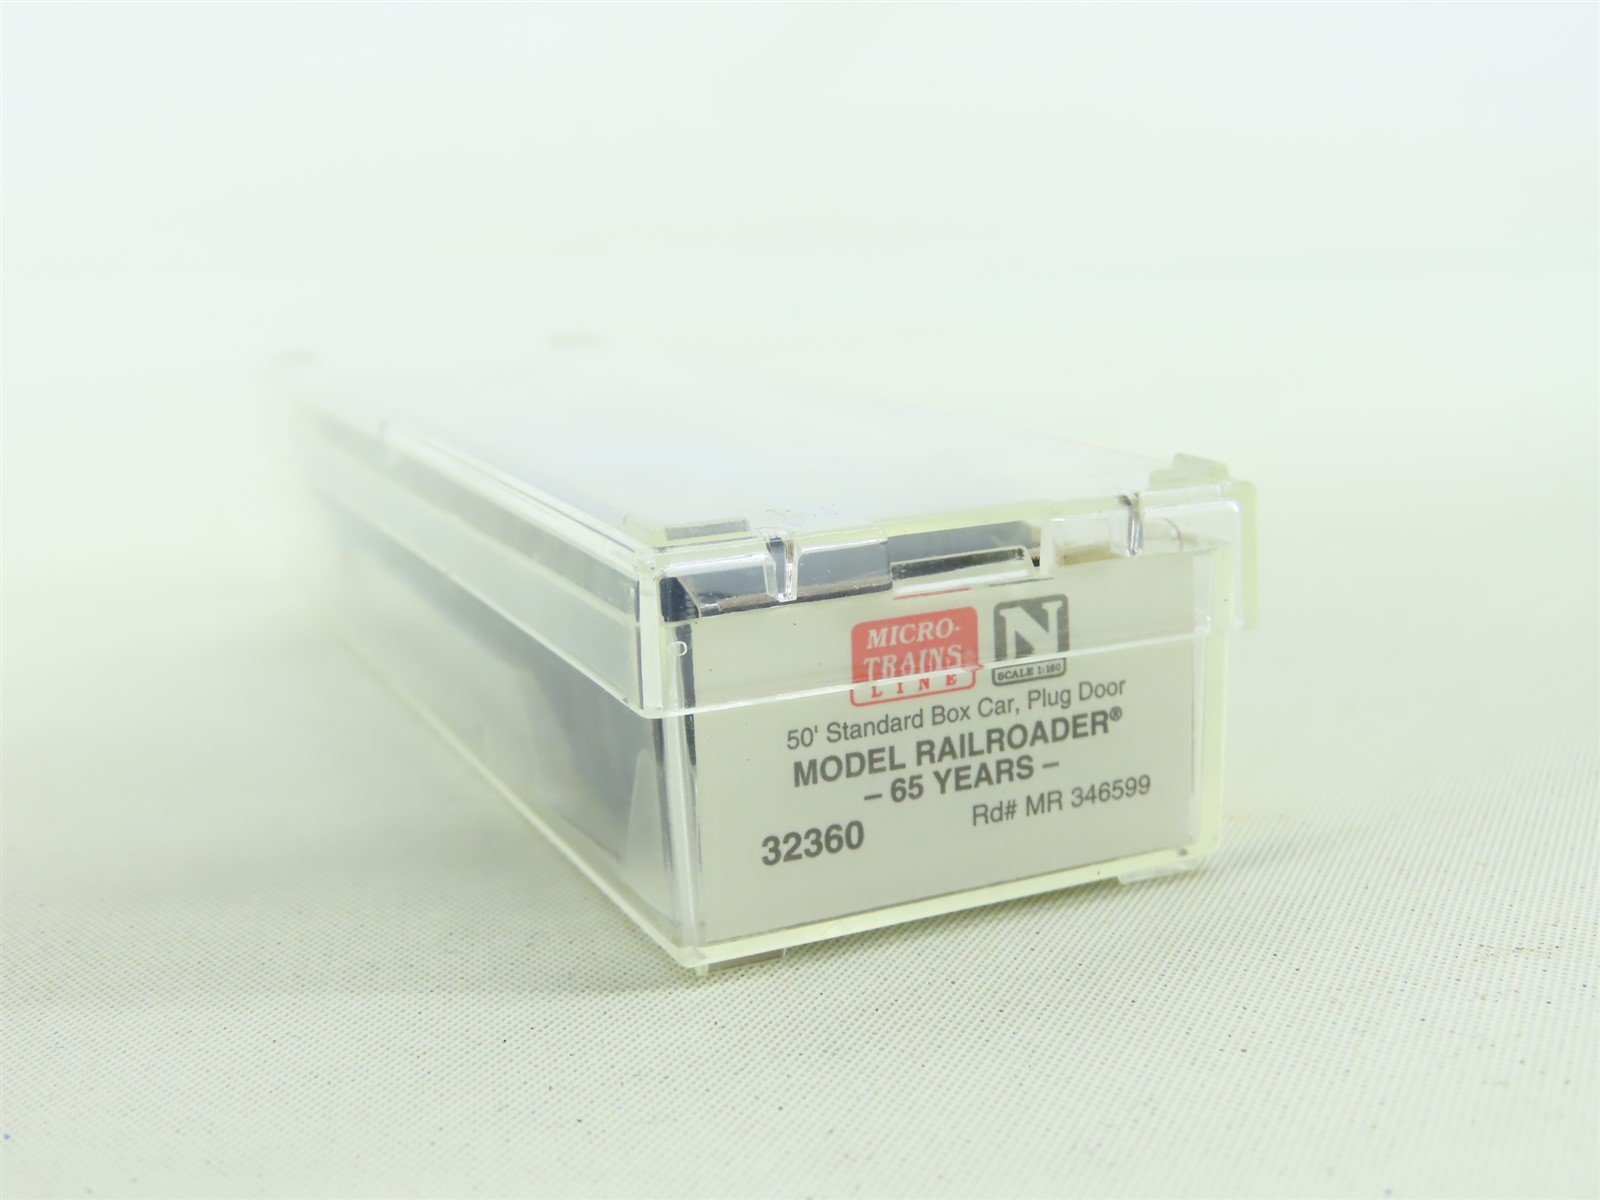 MICRO-
TRAINS®
LINE
N
SCALE 1:160
50' Standard Box Car, Plug Door
MODEL RAILROADER®
– 65 YEARS –
Rd# MR 346599
32360